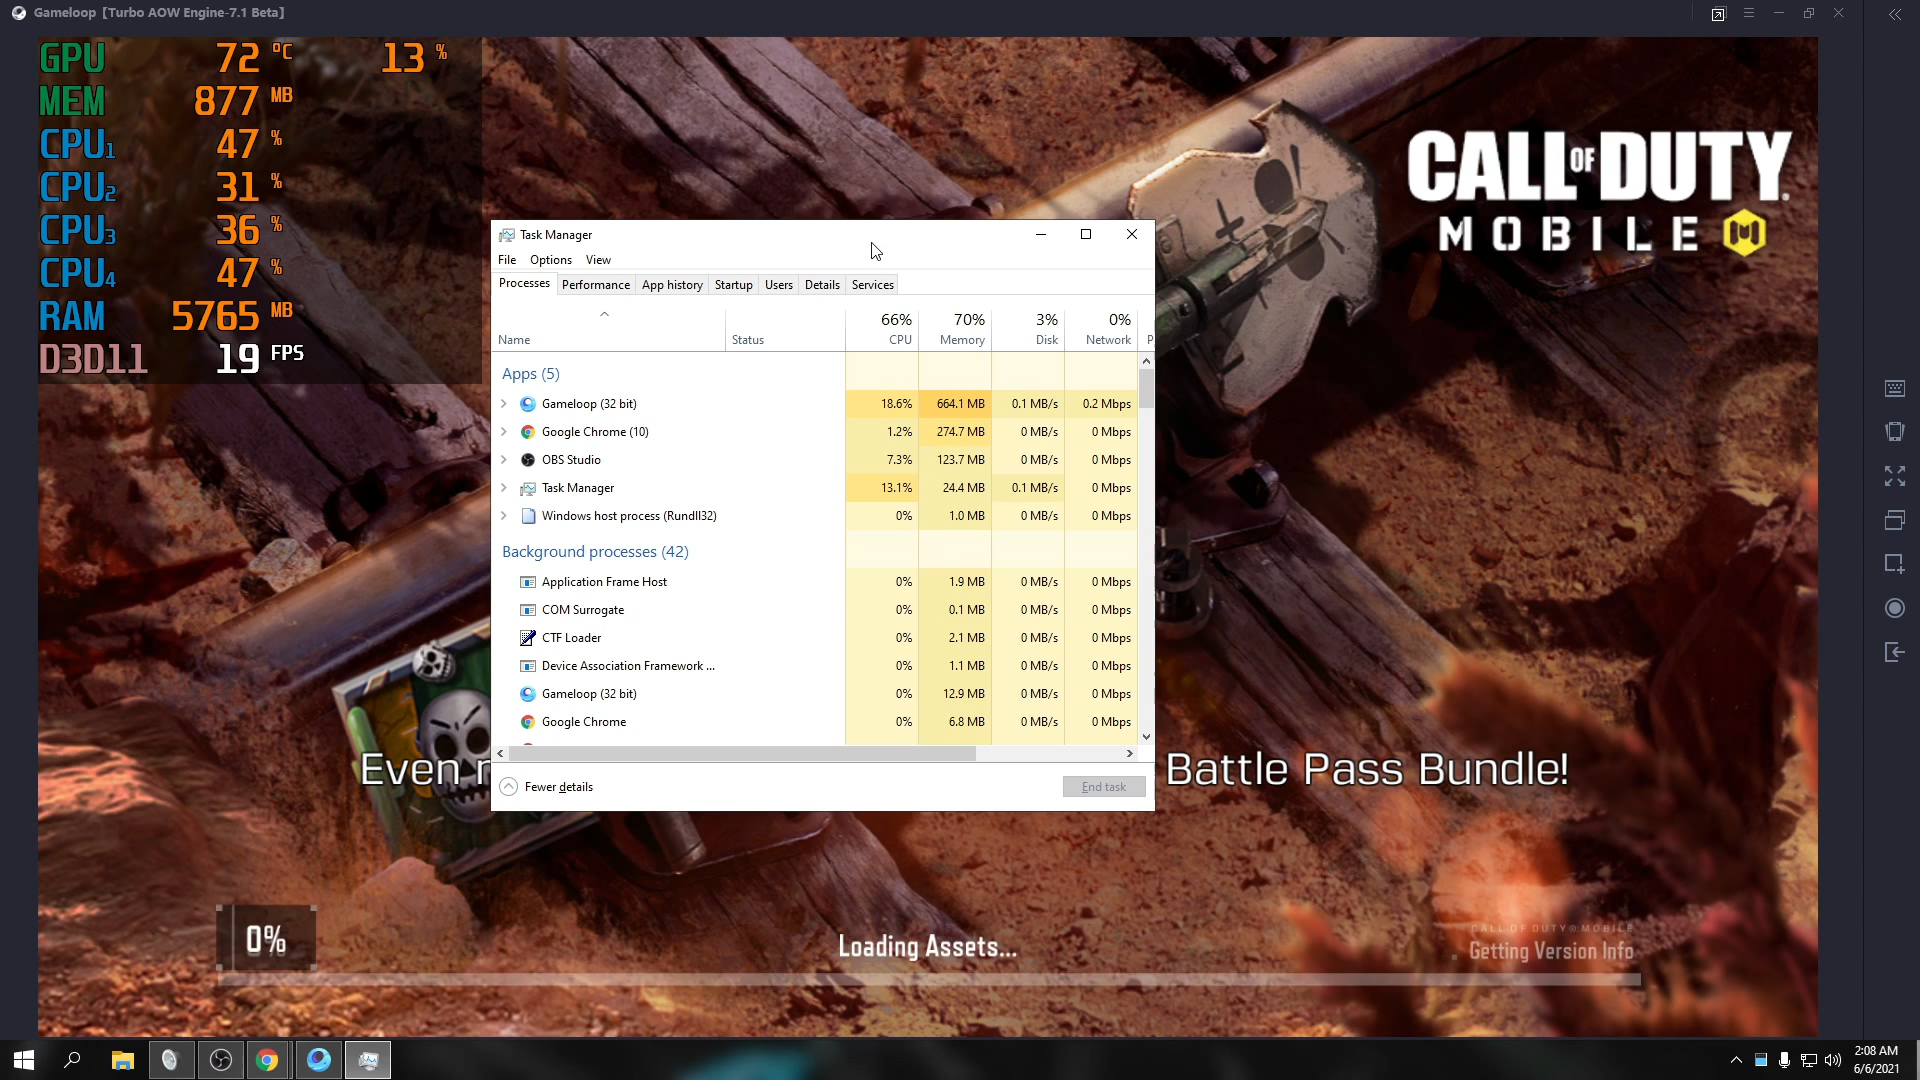 Gameloop [Turbo AOW Engine-7.1 Beta]
GPU 72 °C 13 %
MEM 877 MB
CPU1 47 %
CPU2 31 %
CPU3 36 %
CPU4 47 %
RAM 5765 MB
D3D11 19 FPS
CALL OF DUTY
MOBILE
Task Manager
File Options View
Processes Performance App history Startup Users Details Services
66% 70% 3% 0%
Name Status CPU Memory Disk Network P
Apps (5)
Gameloop (32 bit) 18.6% 664.1 MB 0.1 MB/s 0.2 Mbps
Google Chrome (10) 1.2% 274.7 MB 0 MB/s 0 Mbps
OBS Studio 7.3% 123.7 MB 0 MB/s 0 Mbps
Task Manager 13.1% 24.4 MB 0.1 MB/s 0 Mbps
Windows host process (Rundll32) 0% 1.0 MB 0 MB/s 0 Mbps
Background processes (42)
Application Frame Host 0% 1.9 MB 0 MB/s 0 Mbps
COM Surrogate 0% 0.1 MB 0 MB/s 0 Mbps
CTF Loader 0% 2.1 MB 0 MB/s 0 Mbps
Device Association Framework ... 0% 1.1 MB 0 MB/s 0 Mbps
Gameloop (32 bit) 0% 12.9 MB 0 MB/s 0 Mbps
Google Chrome 0% 6.8 MB 0 MB/s 0 Mbps
Fewer details End task
Even Battle Pass Bundle!
0%
Loading Assets...
CALL OF DUTY®:MOBILE
Getting Version Info
2:08 AM
6/6/2021